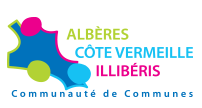 ALBÈRES
CÔTE VERMEILLE
ILLIBÉRIS
Communauté de Communes